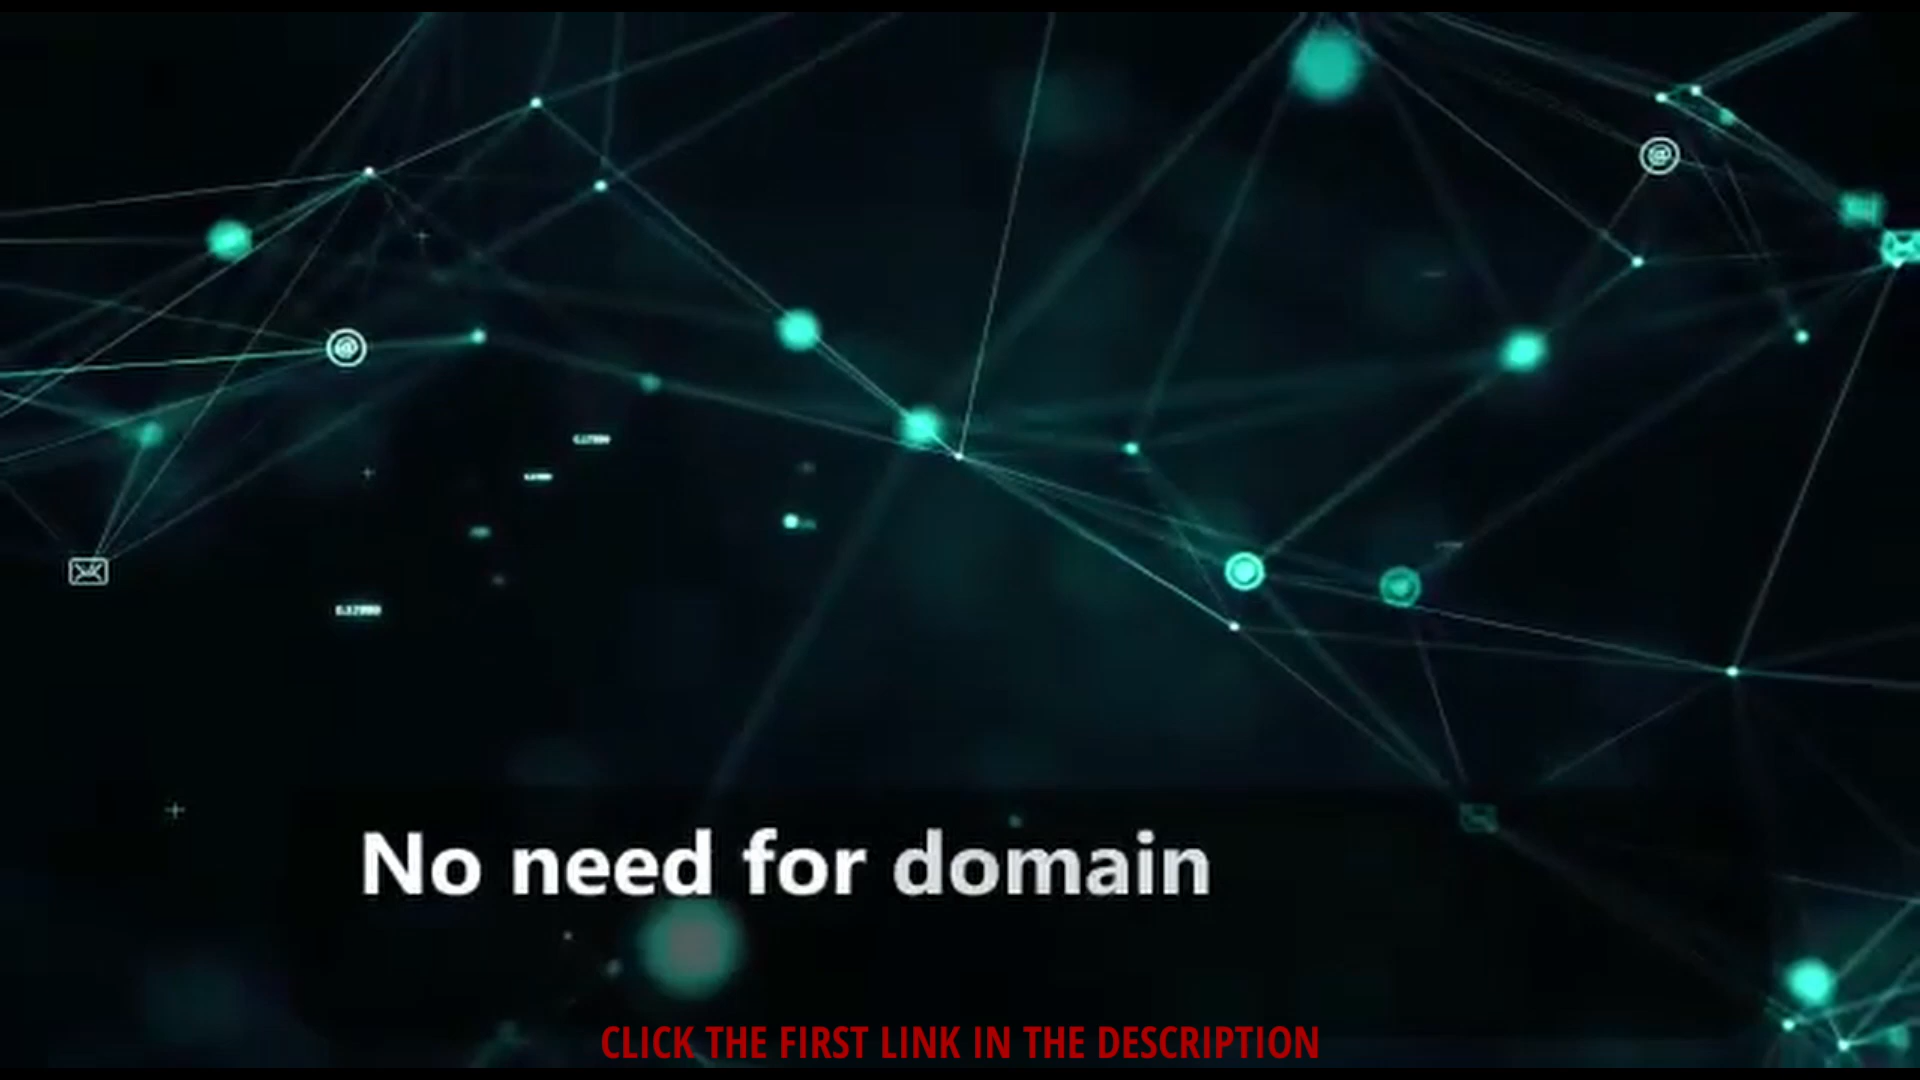 No need for domain
CLICK THE FIRST LINK IN THE DESCRIPTION